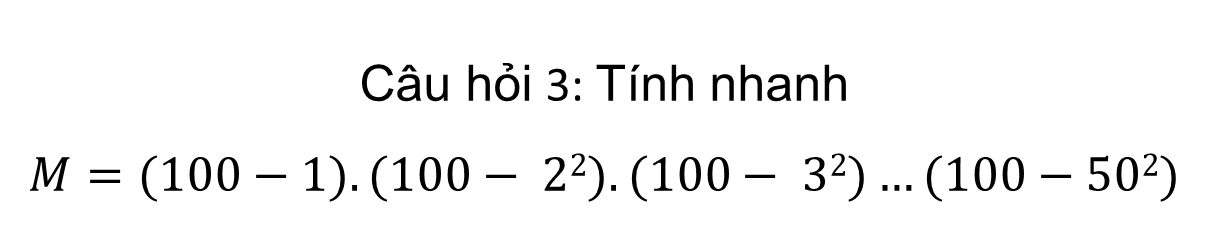 Câu hỏi 3: Tính nhanh
M = (100 − 1).(100 − 2²).(100 − 3²) ... (100 − 50²)